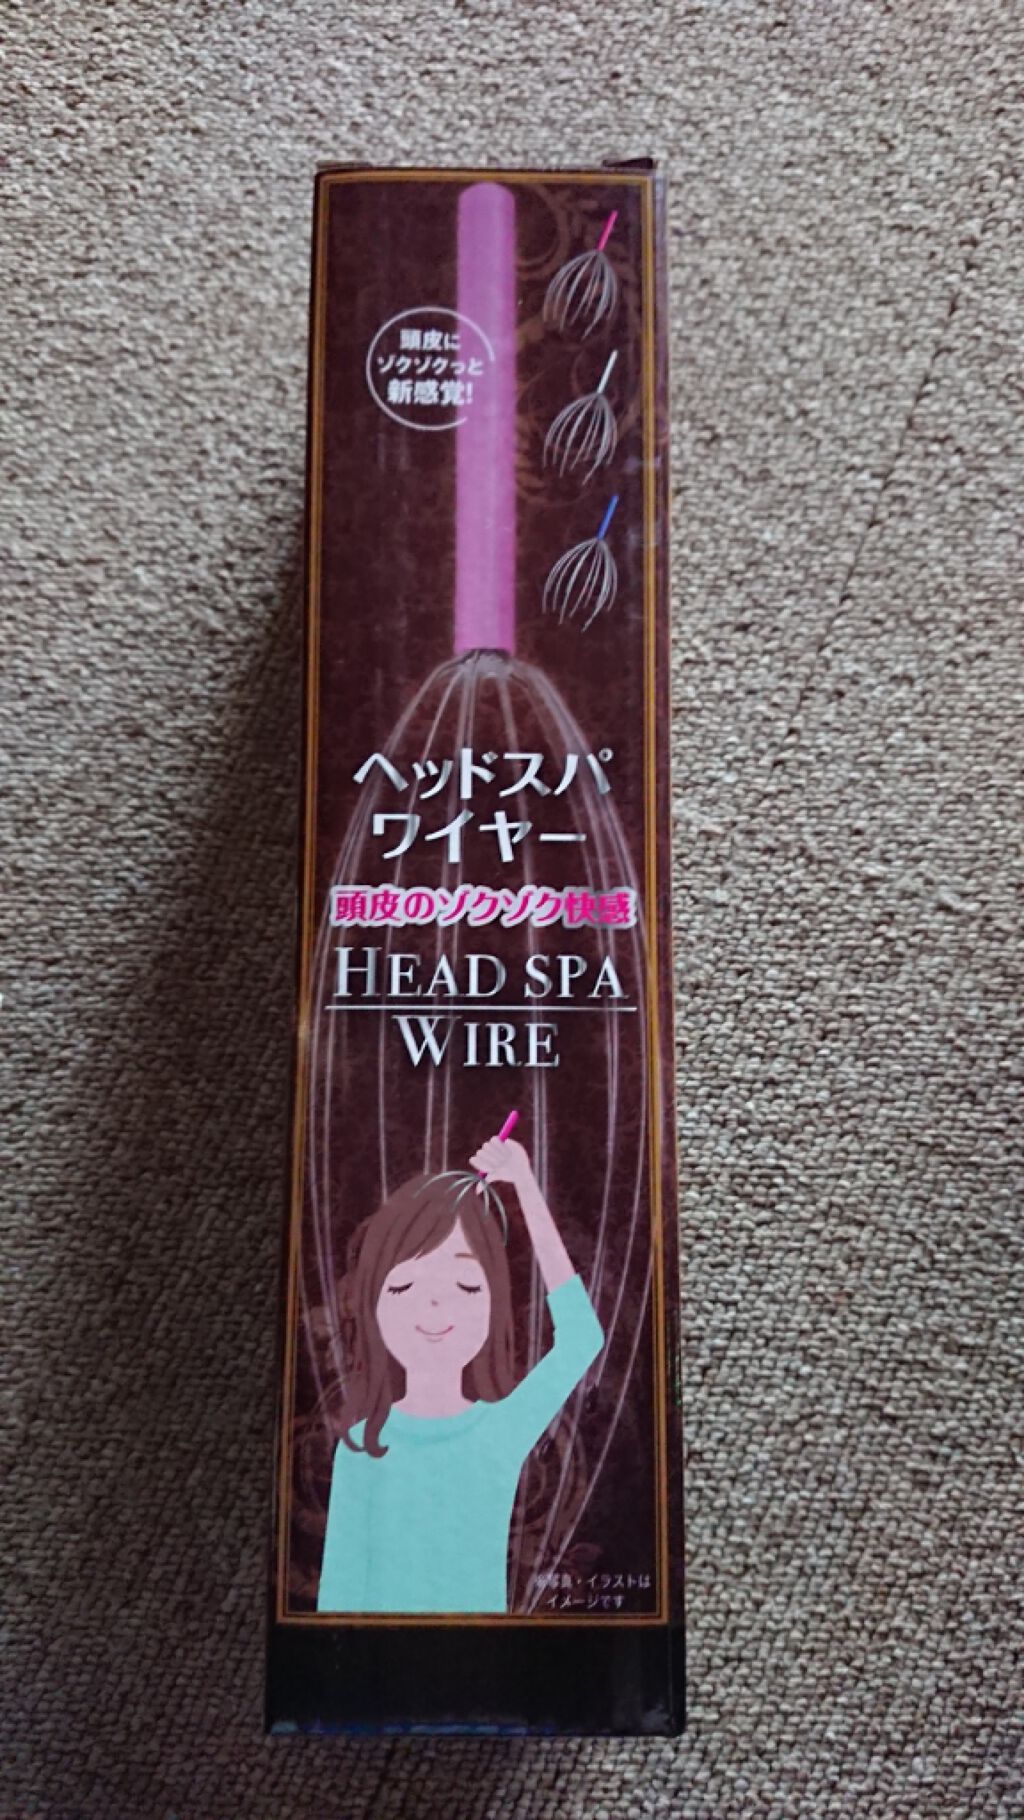 頭皮に
ゾクゾクっと
新感覚!
ヘッドスパ
ワイヤー
頭皮のゾクゾク快感
HEAD SPA
WIRE
※写真・イラストは
イメージです